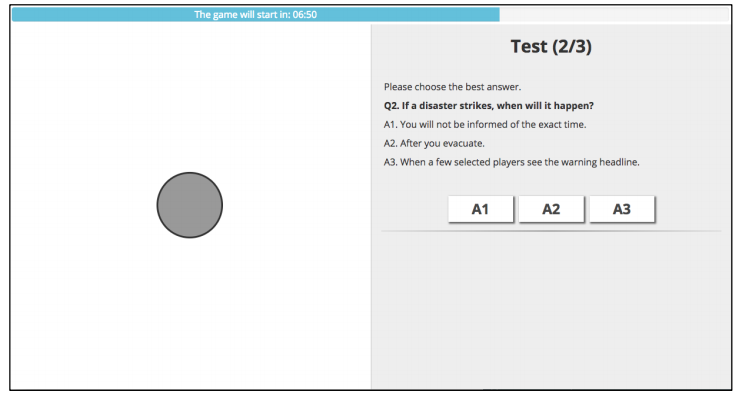 The game will start in: 06:50
Test (2/3)
Please choose the best answer.
Q2. If a disaster strikes, when will it happen?
A1. You will not be informed of the exact time.
A2. After you evacuate.
A3. When a few selected players see the warning headline.
A1 A2 A3